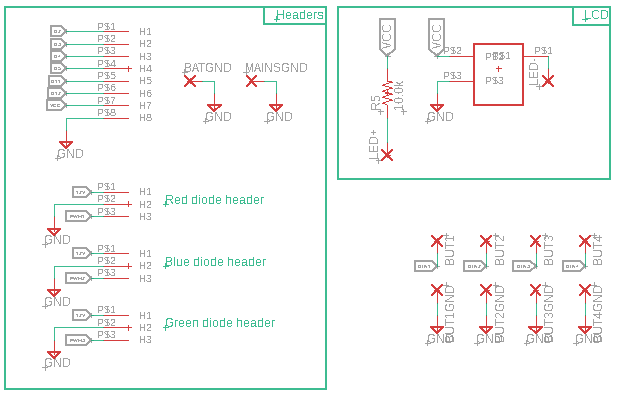 Headers
P$1 H1
P$2 H2
P$3 H3
P$4 H4
P$5 H5
P$6 H6
VCC P$7 H7
P$8 H8
GND
BATGND
GND
MAINSGND
GND
P$1 H1
P$2 H2
P$3 H3
GND
Red diode header
P$1 H1
P$2 H2
P$3 H3
GND
Blue diode header
P$1 H1
P$2 H2
P$3 H3
GND
Green diode header
LCD
VCC
R5
10.0k
LED+
VCC
P$2
P$3
GND
P$1
P$3
LED-
BUT1
BUT2
BUT3
BUT4
BUT1GND
GND
BUT2GND
GND
BUT3GND
GND
BUT4GND
GND